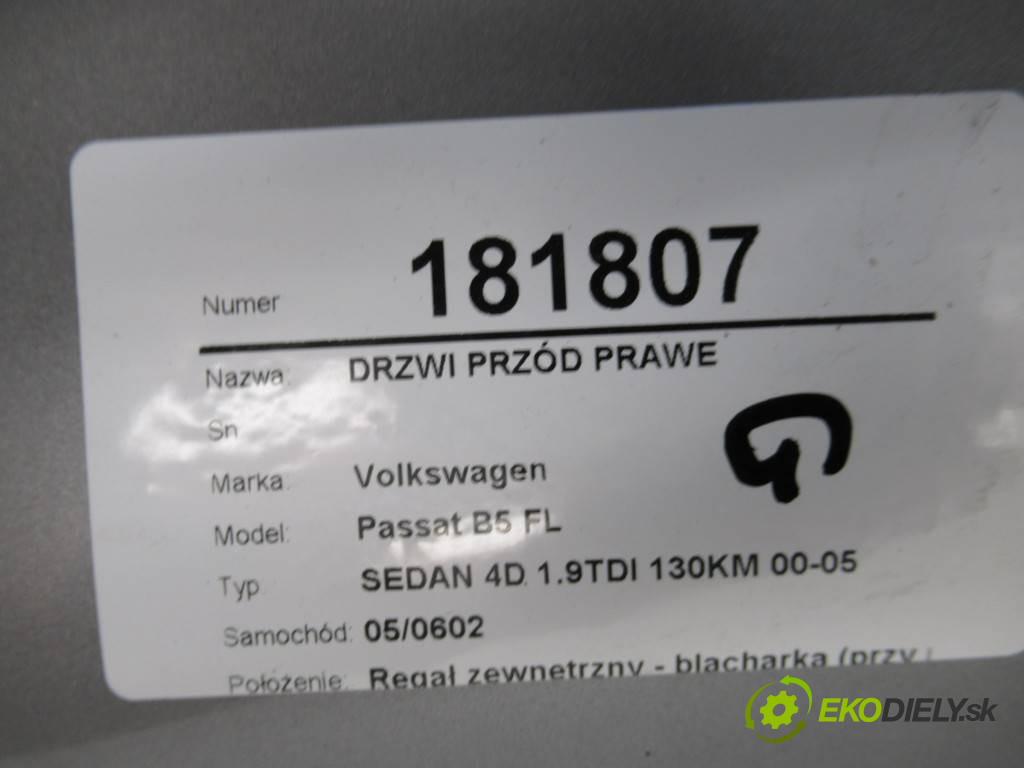 Numer 181807
Nazwa: DRZWI PRZÓD PRAWE
Sn
Marka: Volkswagen
Model: Passat B5 FL
Typ SEDAN 4D 1.9TDI 130KM 00-05
Samochód: 05/0602
Położenie: Regał zewnetrzny - blacharka (przy
EKODIELY.sk